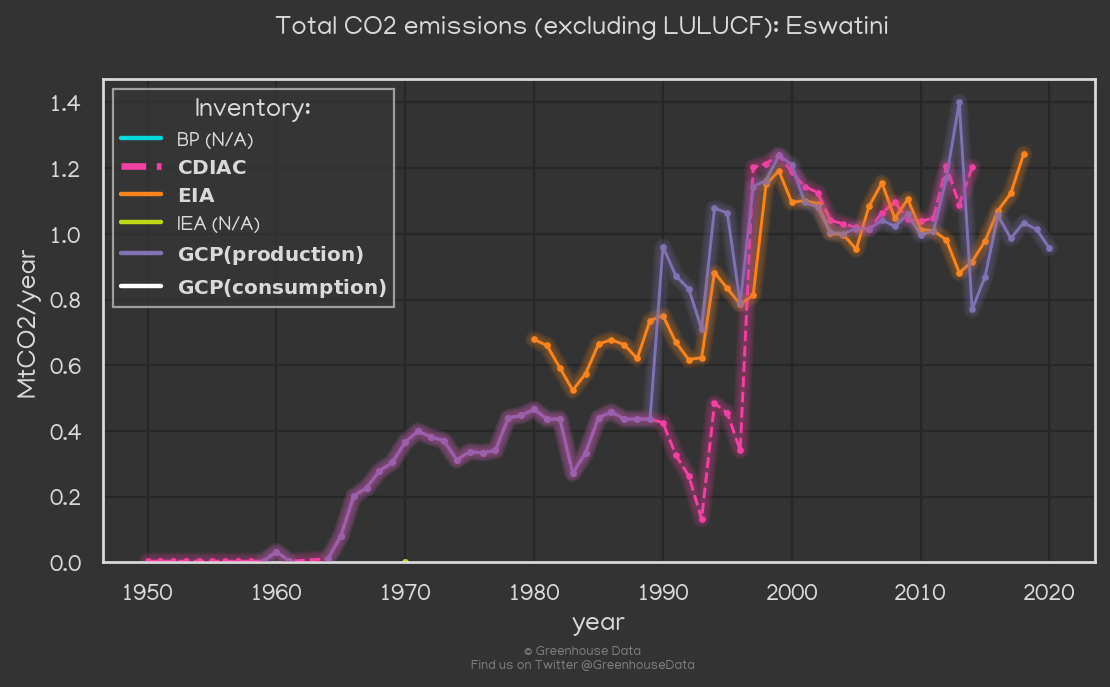 Total CO2 emissions (excluding LULUCF): Eswatini
Inventory:
BP (N/A)
CDIAC
EIA
IEA (N/A)
GCP(production)
GCP(consumption)
MtCO2/year
1.4
1.2
1.0
0.8
0.6
0.4
0.2
0.0
1950 1960 1970 1980 1990 2000 2010 2020
year
© Greenhouse Data
Find us on Twitter @GreenhouseData